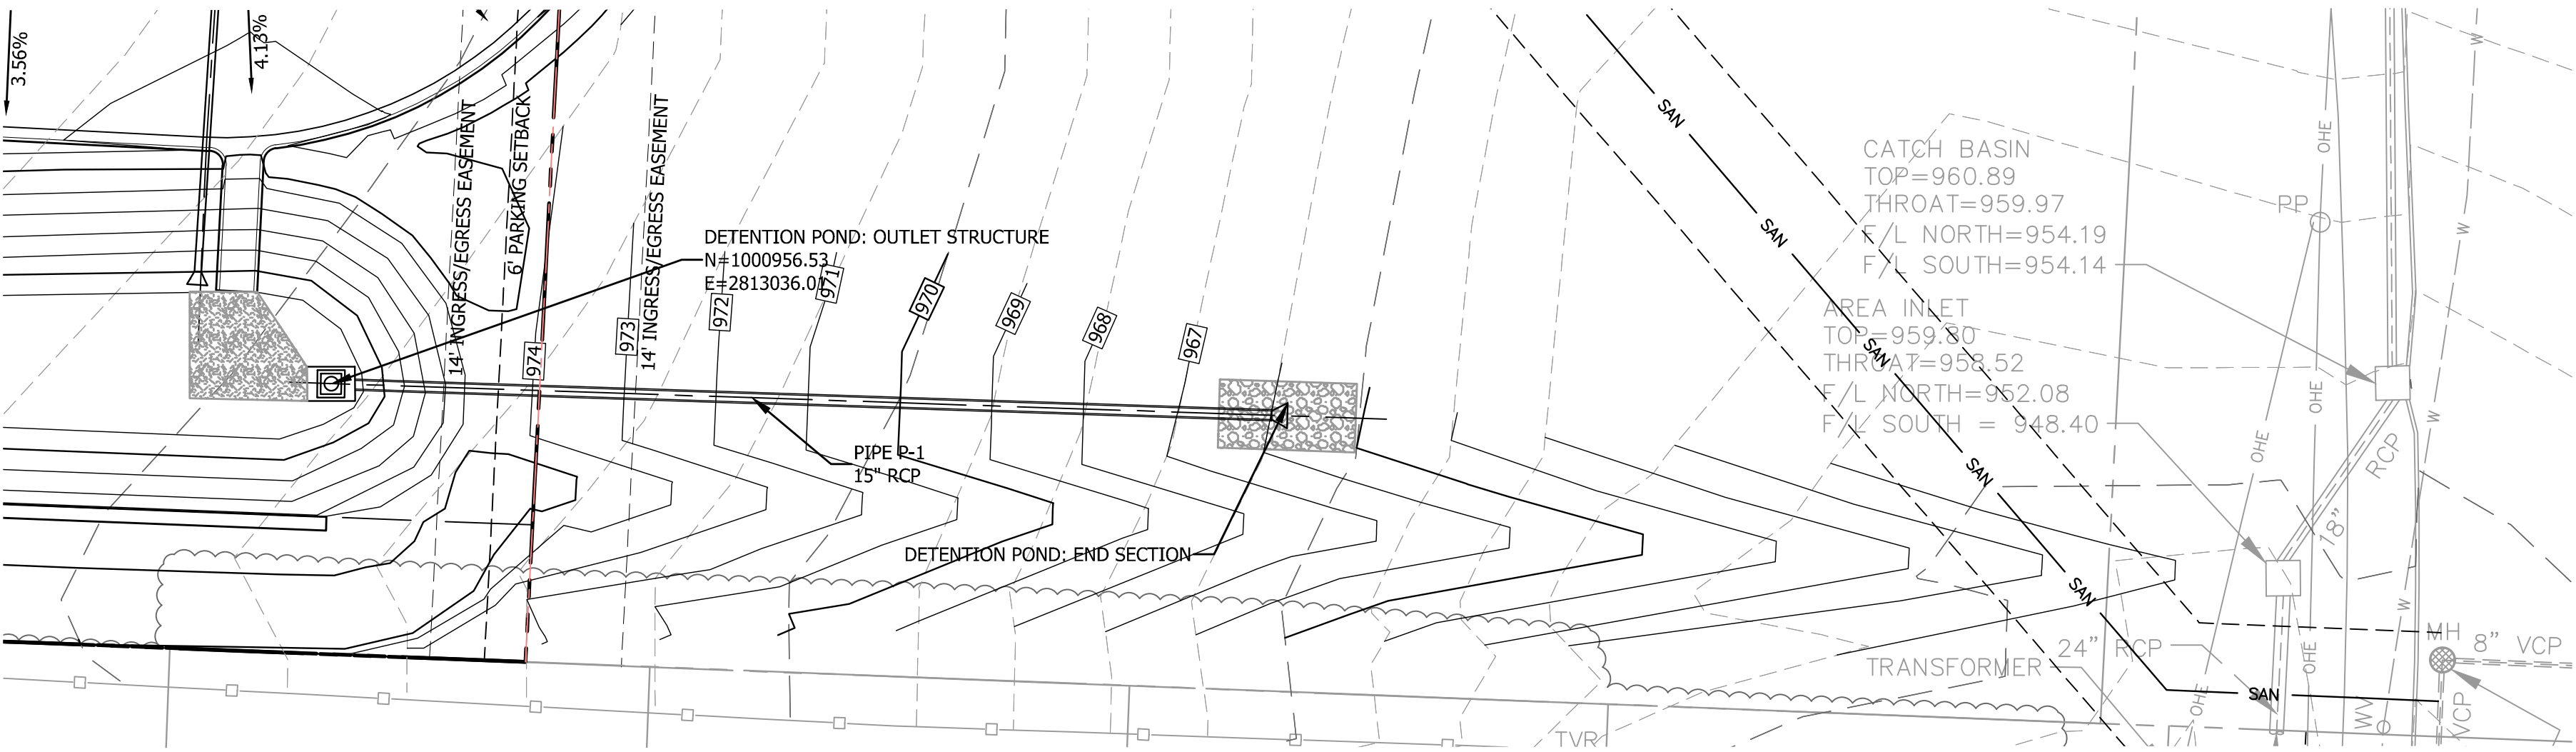 3.56%
4.13%
14' INGRESS/EGRESS EASEMENT
6' PARKING SETBACK
14' INGRESS/EGRESS EASEMENT
DETENTION POND: OUTLET STRUCTURE
N=1000956.53
E=2813036.01
974
973
972
971
970
969
968
967
PIPE P-1
15" RCP
DETENTION POND: END SECTION
SAN
SAN
SAN
SAN
SAN
SAN
CATCH BASIN
TOP=960.89
THROAT=959.97
F/L NORTH=954.19
F/L SOUTH=954.14
AREA INLET
TOP=959.80
THROAT=958.52
F/L NORTH=952.08
F/L SOUTH = 948.40
PP
OHE
OHE
OHE
OHE
OHE
W
W
W
W
W
RCP
18"
24" RCP
TRANSFORMER
MH
8" VCP
VCP
WV
TVR